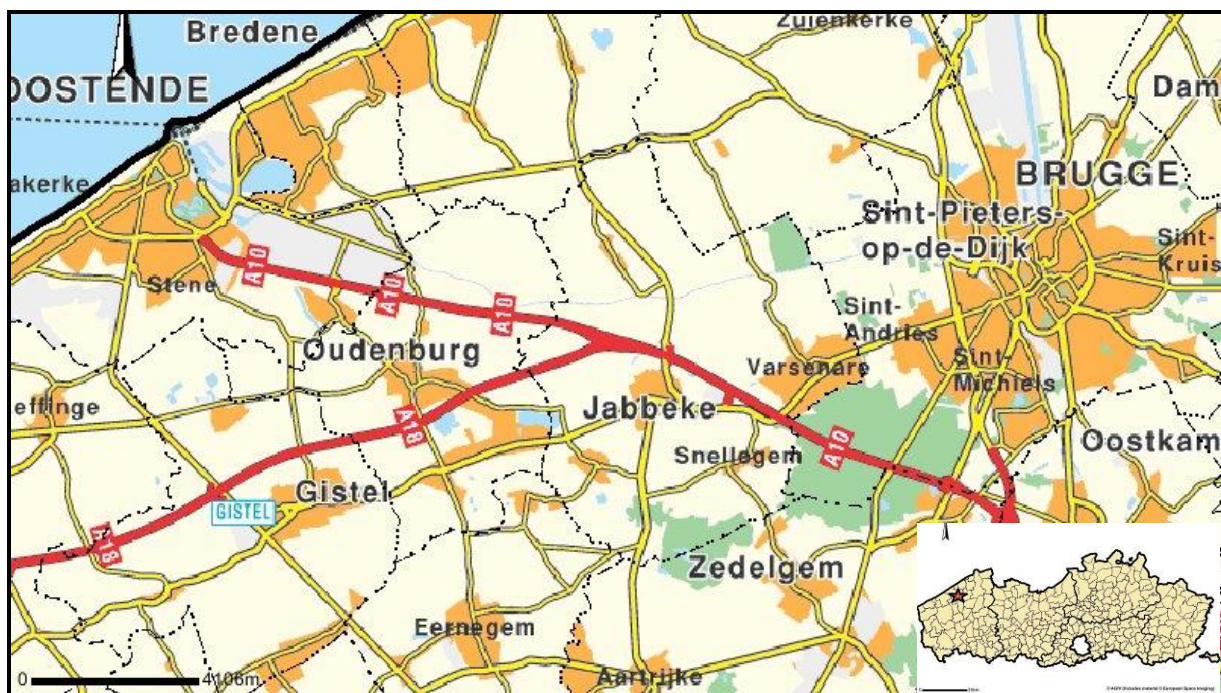 Bredene
Zuienkerke
OOSTENDE
Dam
akerke
BRUGGE
Sint-Pieters-
op-de-Dijk
Sint-
Kruis
A10
A10
A10
Stene
Sint-
Andries
Oudenburg
Varsenare
Sint-
Michiels
effinge
Jabbeke
A18
A10
Oostkam
Snellegem
Gistel
GISTEL
A18
Zedelgem
Eernegem
Aartrijke
0 4106m